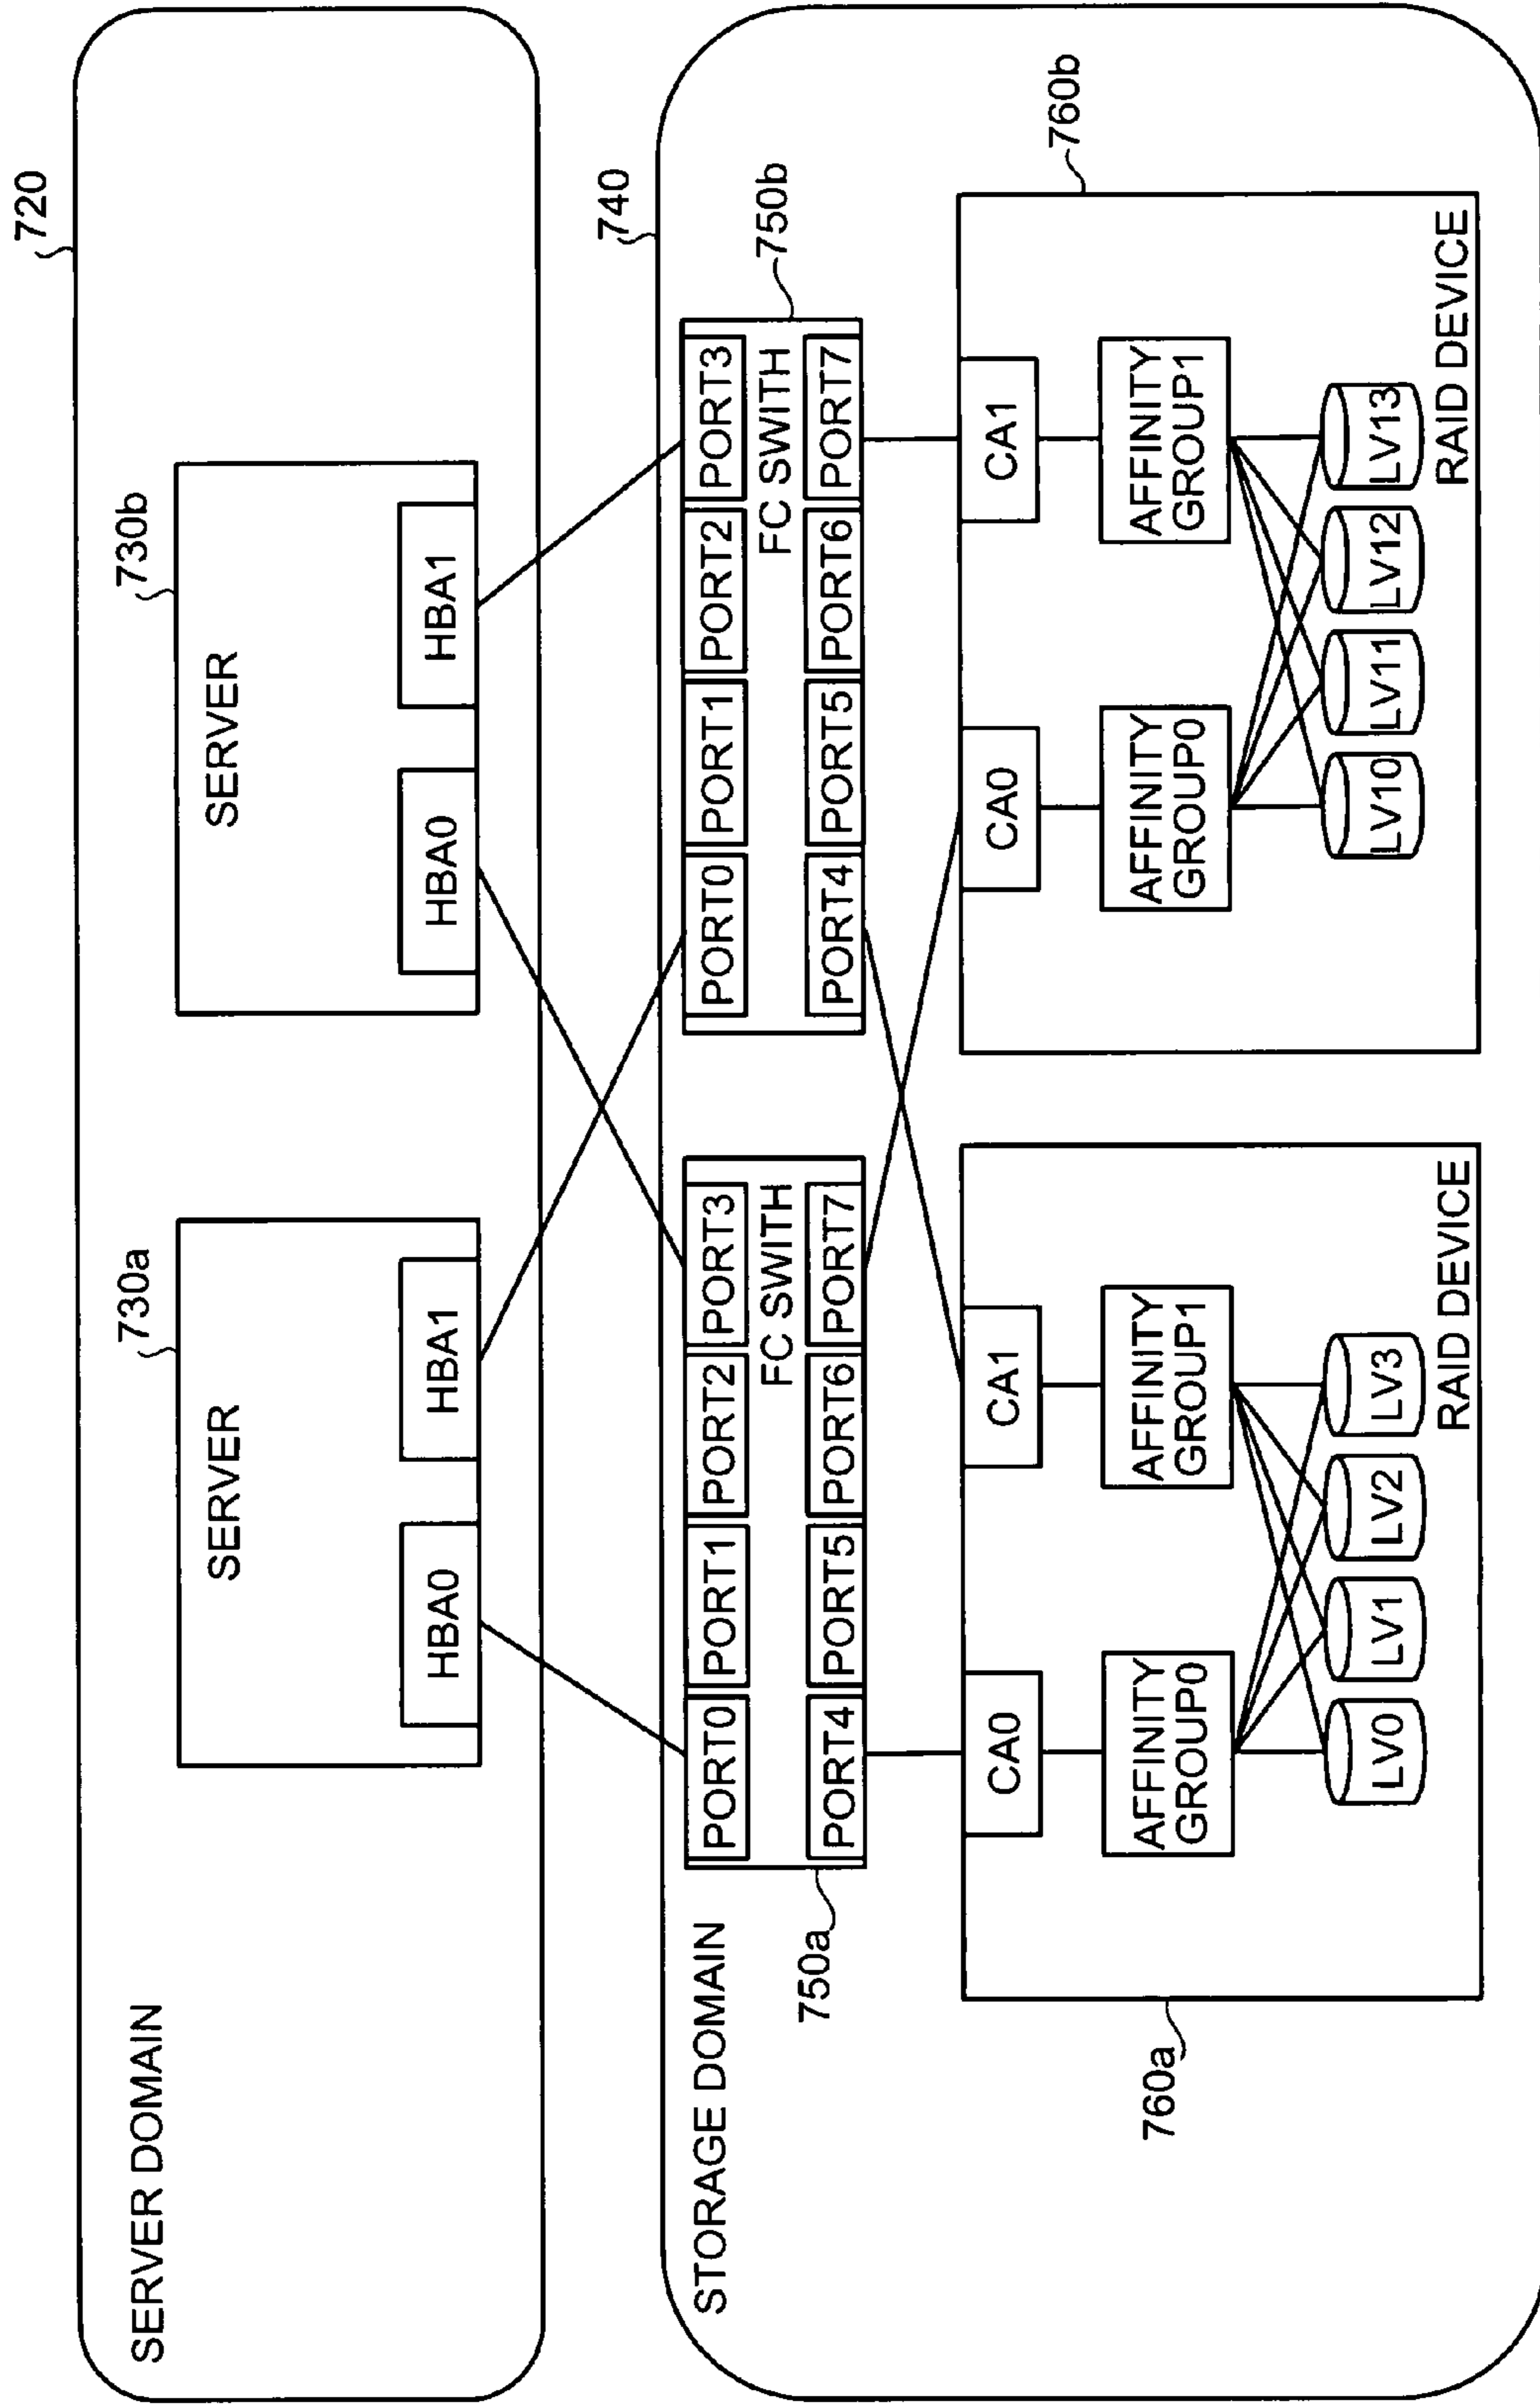 720
SERVER DOMAIN
730a
SERVER
HBA0
HBA1
730b
SERVER
HBA0
HBA1
740
STORAGE DOMAIN
750a
PORT0
PORT1
PORT2
PORT3
FC SWITH
PORT4
PORT5
PORT6
PORT7
750b
PORT0
PORT1
PORT2
PORT3
FC SWITH
PORT4
PORT5
PORT6
PORT7
760a
CA0
CA1
AFFINITY
GROUP0
AFFINITY
GROUP1
LV0
LV1
LV2
LV3
RAID DEVICE
760b
CA0
CA1
AFFINITY
GROUP0
AFFINITY
GROUP1
LV10
LV11
LV12
LV13
RAID DEVICE